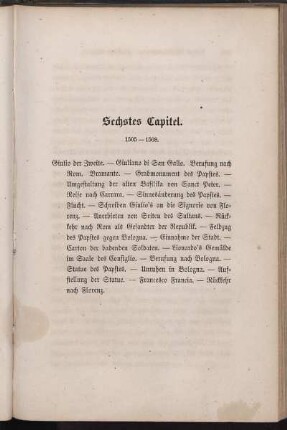 Sechstes Capitel.
1505 — 1508.
Giulio der Zweite. — Giuliano di San Gallo. Berufung nach
Rom. Bramante. — Grabmonument des Papstes. —
Umgestaltung der alten Basilika von Sanct Peter. —
Reise nach Carrara. — Sinnesänderung des Papstes. —
Flucht. — Schreiben Giulio's an die Signorie von Flo-
renz. — Anerbieten von Seiten des Sultans. — Rück-
kehr nach Rom als Gesandter der Republik. — Feldzug
des Papstes gegen Bologna. — Einnahme der Stadt. —
Carton der badenden Soldaten. — Lionardo's Gemälde
im Saale des Consiglio. — Berufung nach Bologna. —
Statue des Papstes. — Unruhen in Bologna. — Auf-
stellung der Statue. — Francesco Francia. — Rückkehr
nach Florenz.